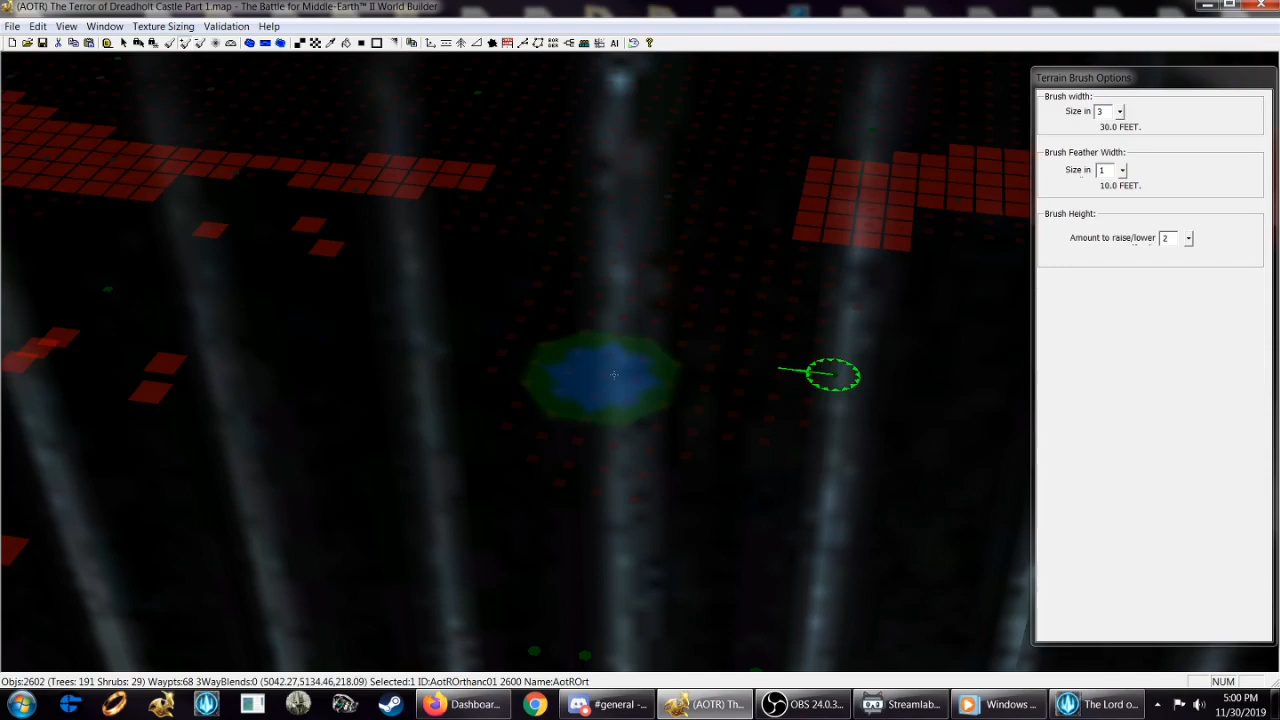 (AOTR) The Terror of Dreadholt Castle Part 1.map - The Battle for Middle-Earth™ II World Builder
File Edit View Window Texture Sizing Validation Help
AI
Terrain Brush Options
Brush width:
Size in 3
30.0 FEET.
Brush Feather Width:
Size in 1
10.0 FEET.
Brush Height:
Amount to raise/lower 2
Objs:2602 (Trees: 191 Shrubs: 29) Waypts:68 3WayBlends:0 (5042.27,5134.46,218.09) Selected:1 ID:AotROrthanc01 2600 Name:AotROrt
NUM
Dashboar...
#general -...
(AOTR) Th...
OBS 24.0.3...
Streamlab...
Windows ...
The Lord o...
5:00 PM
11/30/2019